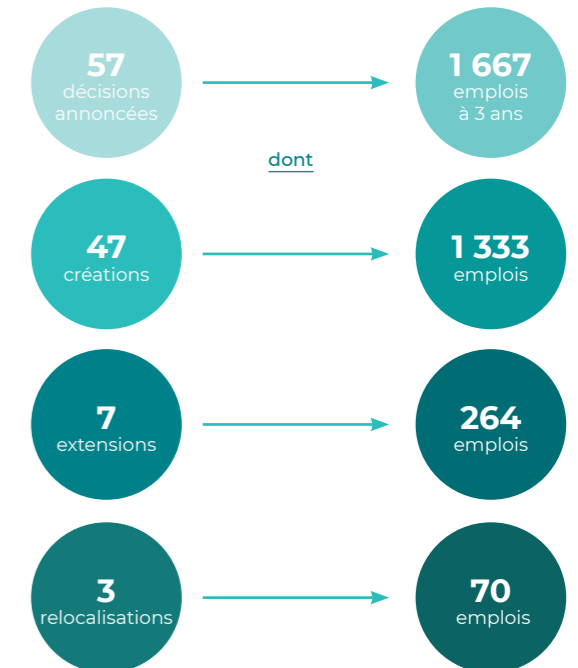 57
décisions
annoncées
1 667
emplois
à 3 ans
dont
47
créations
1 333
emplois
7
extensions
264
emplois
3
relocalisations
70
emplois